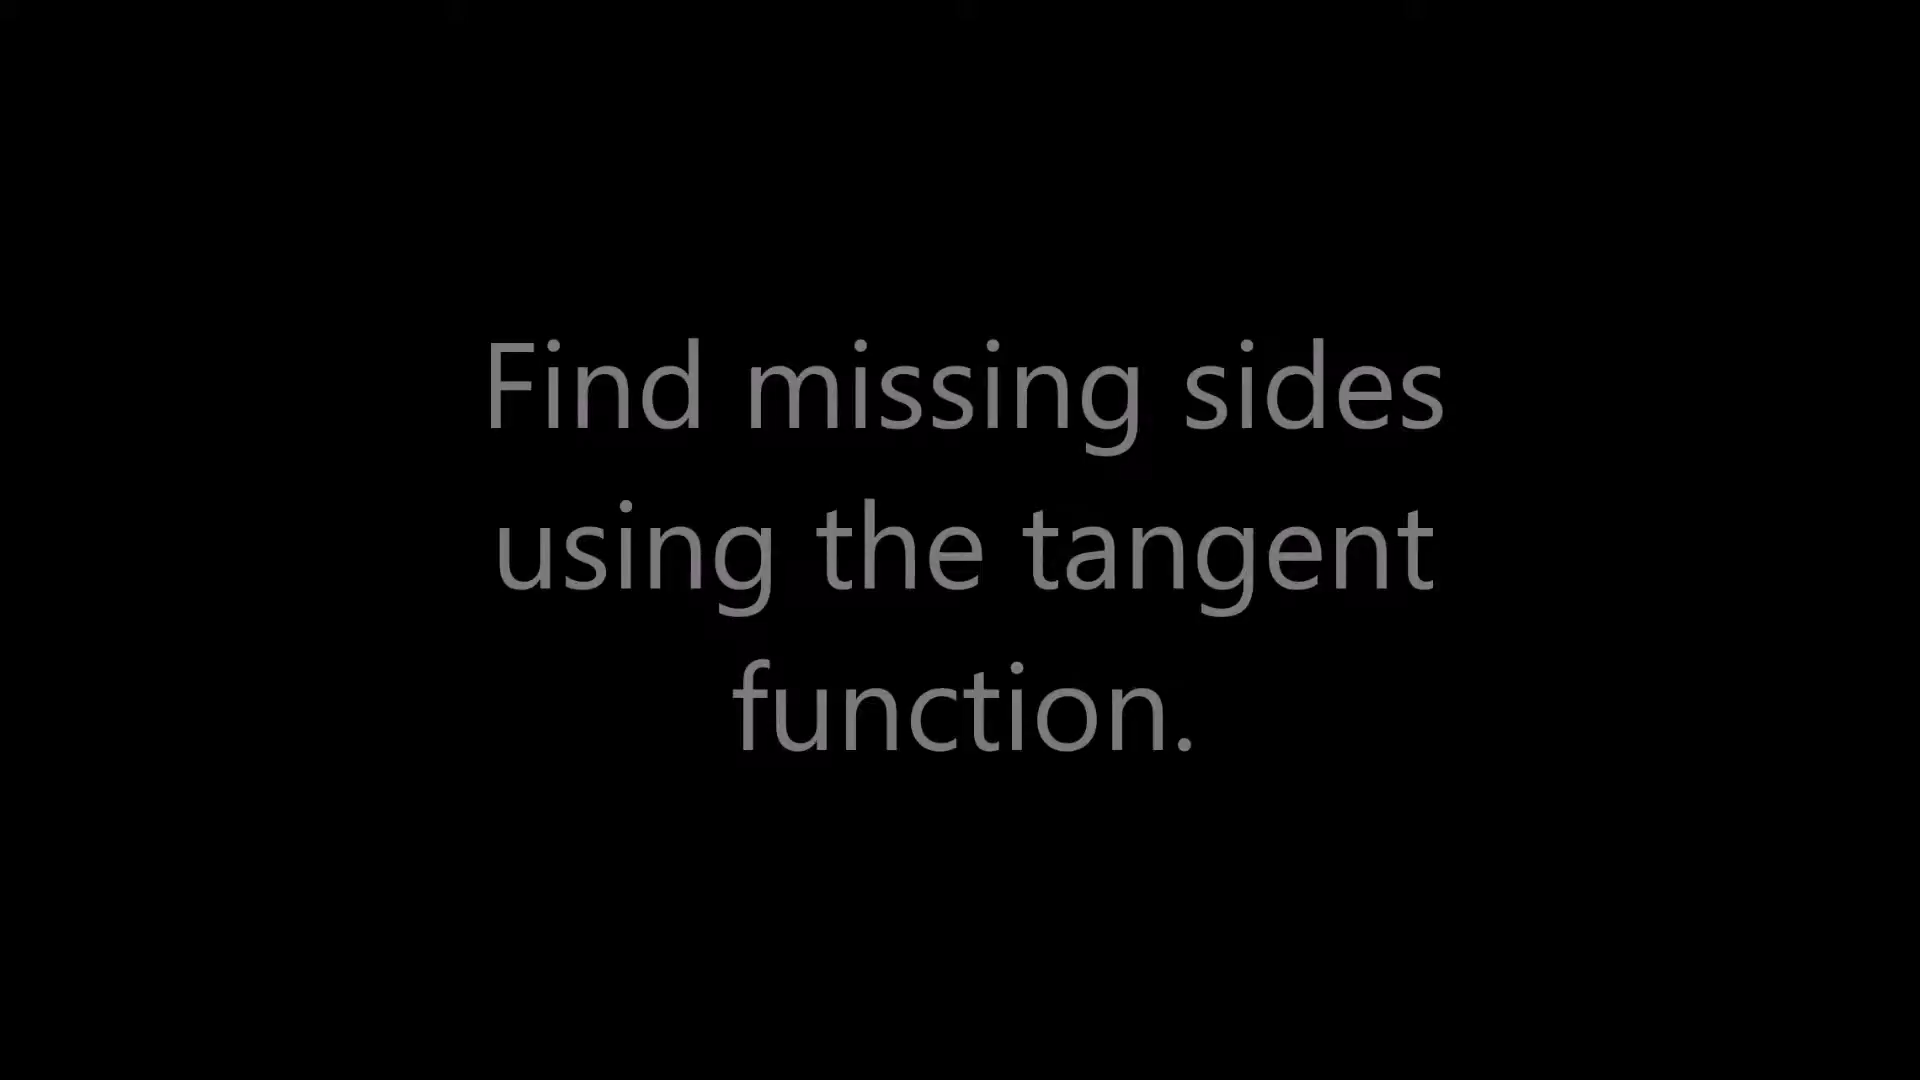 Find missing sides
using the tangent
function.